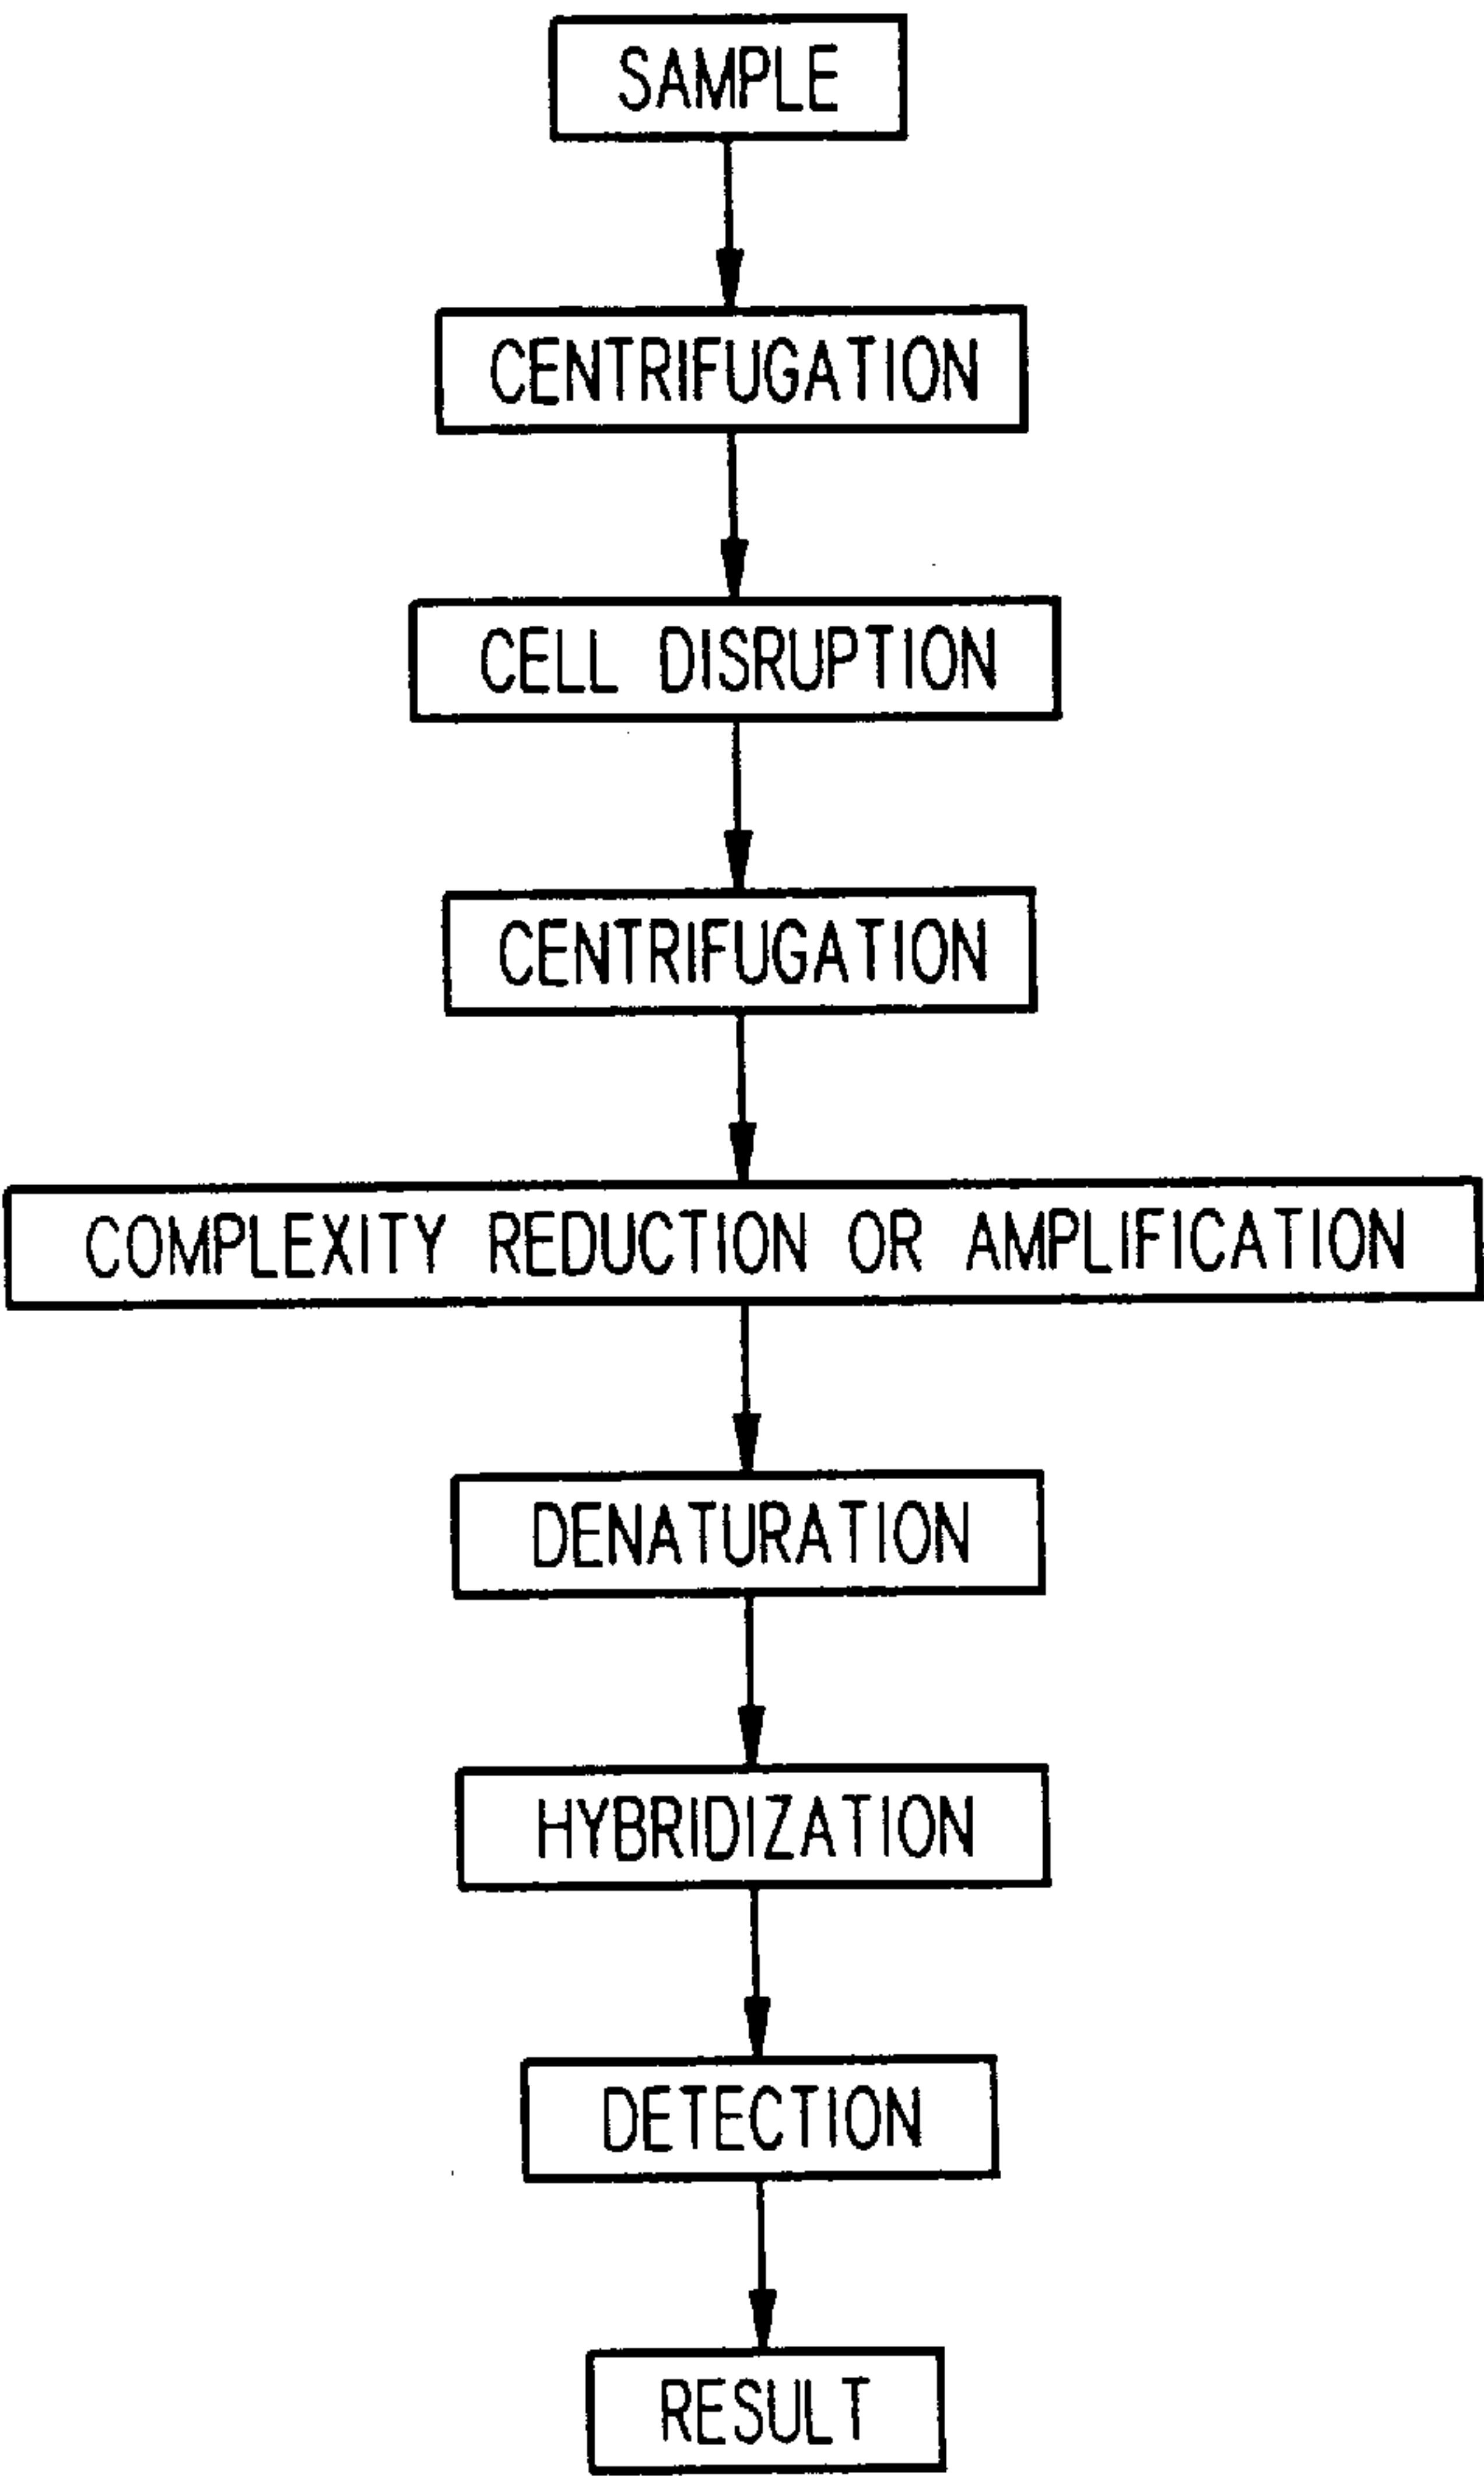 SAMPLE
CENTRIFUGATION
CELL DISRUPTION
CENTRIFUGATION
COMPLEXITY REDUCTION OR AMPLIFICATION
DENATURATION
HYBRIDIZATION
DETECTION
RESULT